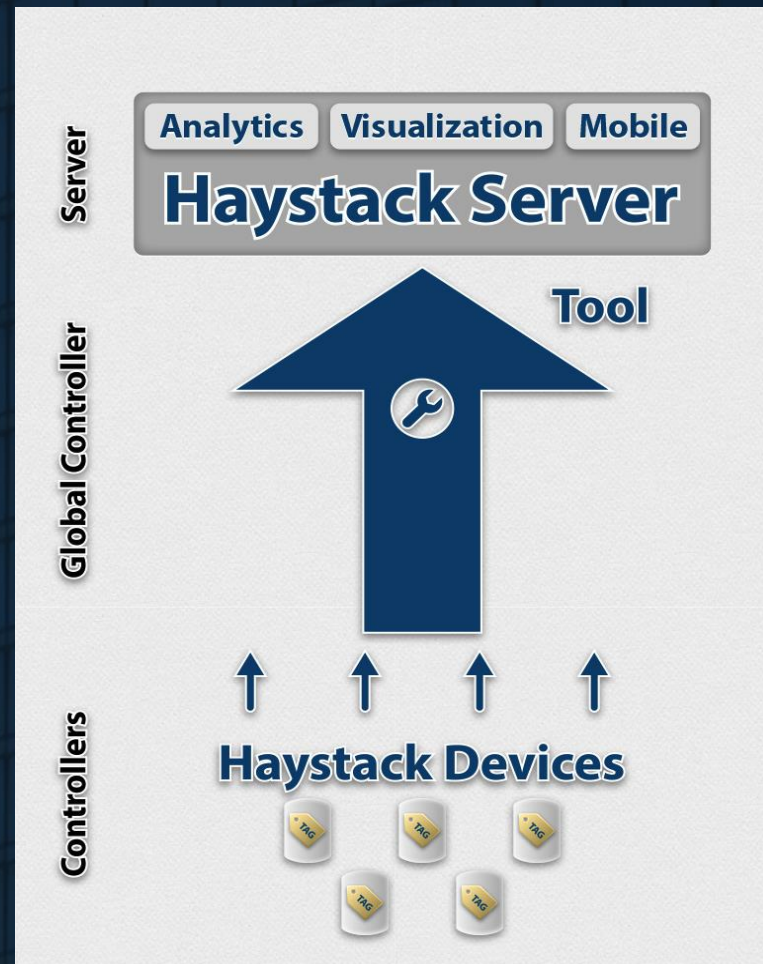 Server
Analytics
Visualization
Mobile
Haystack Server
Global Controller
Tool
Controllers
Haystack Devices
TAG
TAG
TAG
TAG
TAG